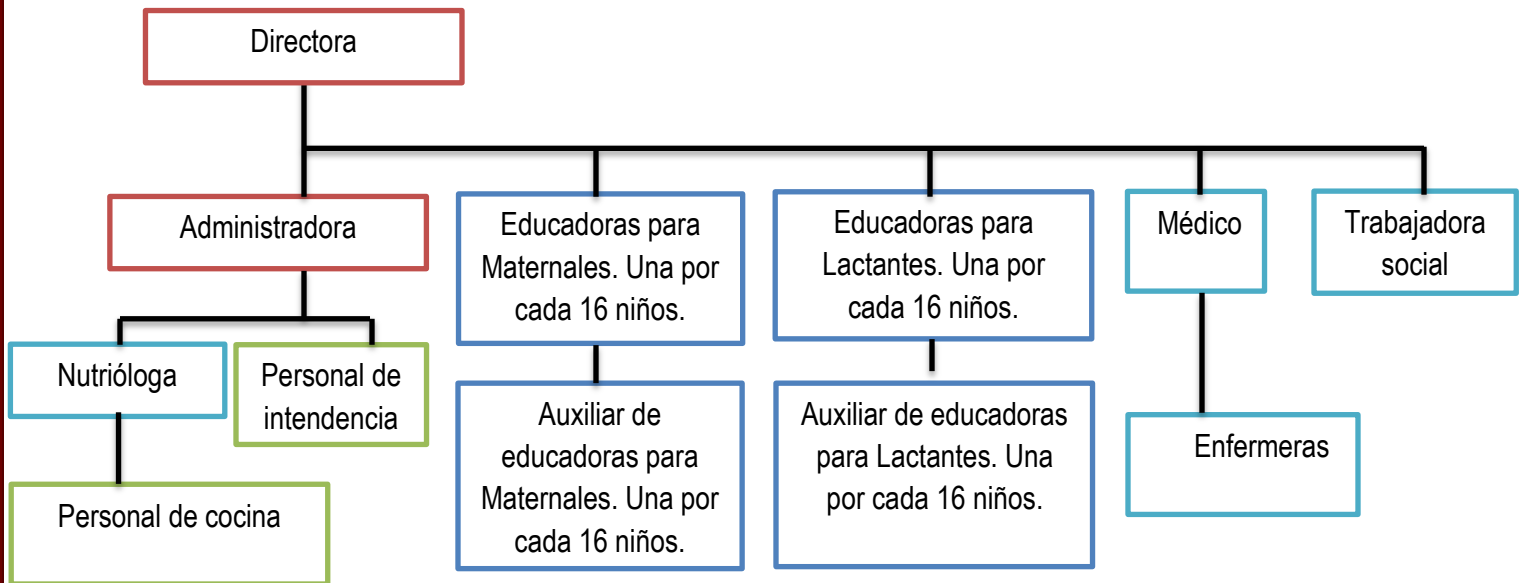 Directora
Administradora
Educadoras para
Maternales. Una por
cada 16 niños.
Educadoras para
Lactantes. Una por
cada 16 niños.
Médico
Trabajadora
social
Nutrióloga
Personal de
intendencia
Auxiliar de
educadoras para
Maternales. Una por
cada 16 niños.
Auxiliar de educadoras
para Lactantes. Una
por cada 16 niños.
Enfermeras
Personal de cocina